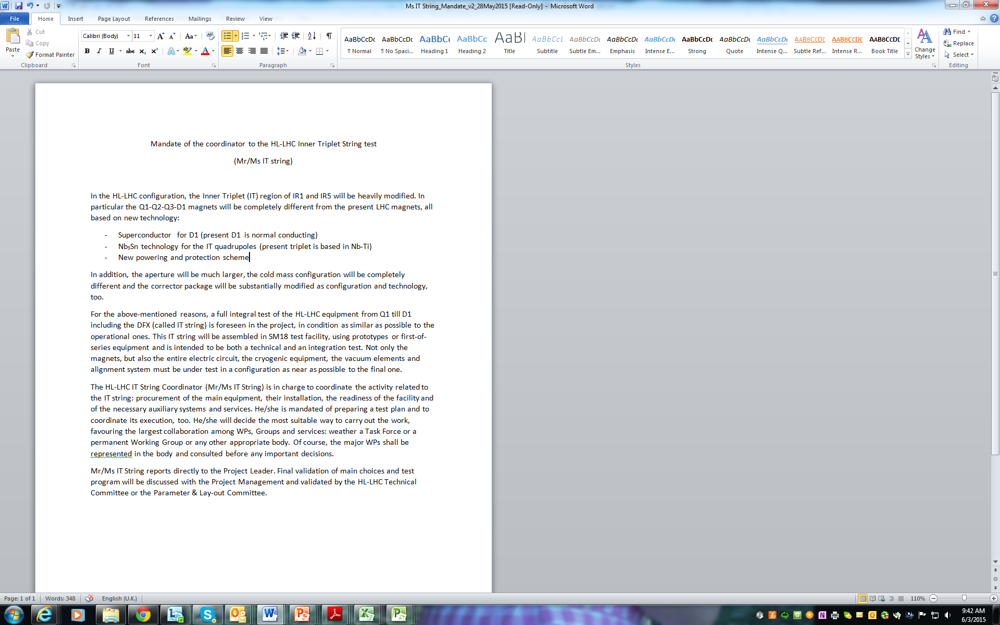 Ms IT String_Mandate_v2_28May2015 [Read-Only] - Microsoft Word
File Home Insert Page Layout References Mailings Review View
Paste
Cut
Copy
Format Painter
Clipboard
Calibri (Body) 11
Font
Paragraph
AaBbCcDc AaBbCcDc AaBbCc AaBbCc AaBl AaBbCcL AaBbCcDc AaBbCcDc AaBbCcDc AaBbCcDc AaBbCcDc AaBbCcDc AABBCCDE AABBCCDE AABBCCDE
¶ Normal ¶ No Spaci... Heading 1 Heading 2 Title Subtitle Subtle Em... Emphasis Intense E... Strong Quote Intense Q... Subtle Ref... Intense R... Book Title
Styles
Change Styles
Find
Replace
Select
Editing
Mandate of the coordinator to the HL-LHC Inner Triplet String test
(Mr/Ms IT string)
In the HL-LHC configuration, the Inner Triplet (IT) region of IR1 and IR5 will be heavily modified. In
particular the Q1-Q2-Q3-D1 magnets will be completely different from the present LHC magnets, all
based on new technology:
- Superconductor for D1 (present D1 is normal conducting)
- Nb₃Sn technology for the IT quadrupoles (present triplet is based in Nb-Ti)
- New powering and protection scheme
In addition, the aperture will be much larger, the cold mass configuration will be completely
different and the corrector package will be substantially modified as configuration and technology,
too.
For the above-mentioned reasons, a full integral test of the HL-LHC equipment from Q1 till D1
including the DFX (called IT string) is foreseen in the project, in condition as similar as possible to the
operational ones. This IT string will be assembled in SM18 test facility, using prototypes or first-of-
series equipment and is intended to be both a technical and an integration test. Not only the
magnets, but also the entire electric circuit, the cryogenic equipment, the vacuum elements and
alignment system must be under test in a configuration as near as possible to the final one.
The HL-LHC IT String Coordinator (Mr/Ms IT String) is in charge to coordinate the activity related to
the IT string: procurement of the main equipment, their installation, the readiness of the facility and
of the necessary auxiliary systems and services. He/she is mandated of preparing a test plan and to
coordinate its execution, too. He/she will decide the most suitable way to carry out the work,
favouring the largest collaboration among WPs, Groups and services: weather a Task Force or a
permanent Working Group or any other appropriate body. Of course, the major WPs shall be
represented in the body and consulted before any important decisions.
Mr/Ms IT String reports directly to the Project Leader. Final validation of main choices and test
program will be discussed with the Project Management and validated by the HL-LHC Technical
Committee or the Parameter & Lay-out Committee.
Page: 1 of 1 Words: 348 English (U.K.) 110%
9:42 AM
6/3/2015